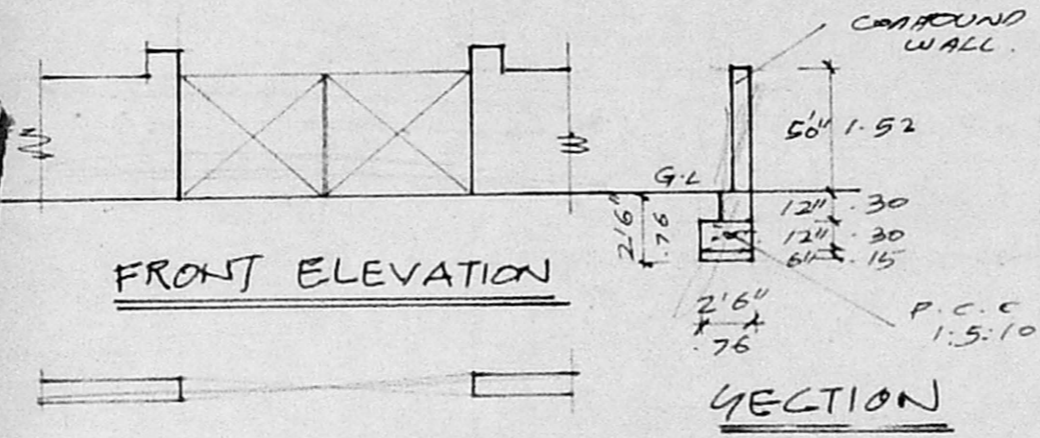 COMPOUND
WALL.
5'0" 1.52
G.L
12" .30
12" .30
6" .15
2'6"
.76
2'6"
.76
P.C.C
1:5:10
FRONT ELEVATION
SECTION